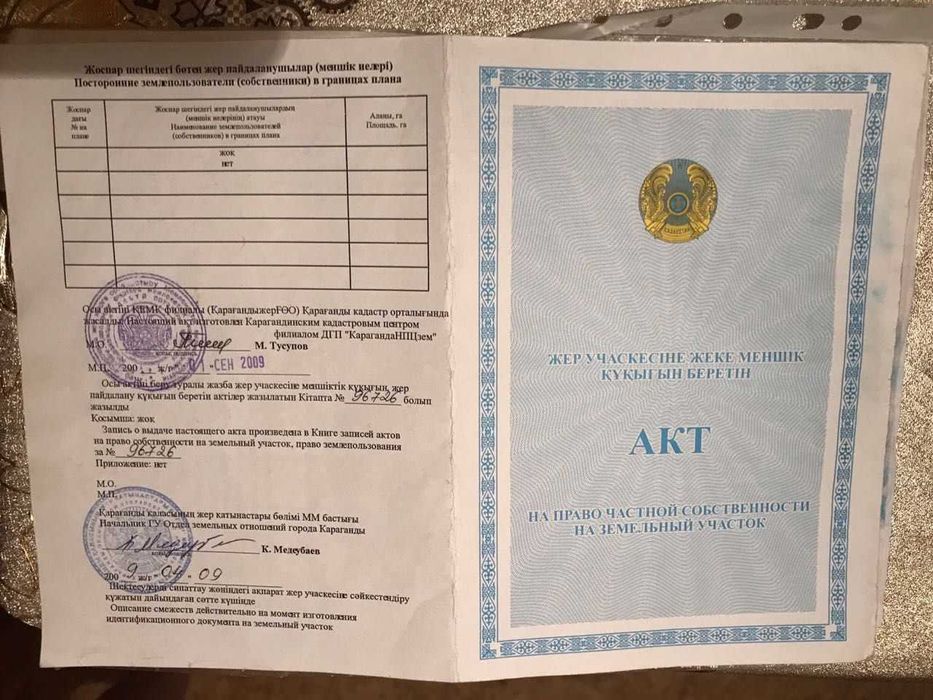 Жоспар шегіндегі бөтен жер пайдаланушылар (меншік иелері)
Посторонние землепользователи (собственники) в границах плана
Жоспар
дағы
№ на
плане
Жоспар шегіндегі жер пайдаланушылардың
(меншік иелерінің) атауы
Наименование землепользователей
(собственников) в границах плана
Алаңы, га
Площадь, га
жоқ
нет
Осы актіні ҚЕМК филиалы (ҚарағандыжерҒӨО) Қарағанды кадастр орталығында
жасалды. Настоящий акт изготовлен Карагандинским кадастровым центром
филиалом ДГП "КарагандаНПЦзем"
М.О.
М. Тусупов
М.П. 200 ж/г
01 -СЕН 2009
Осы актіні беру туралы жазба жер учаскесіне меншіктік құқығын, жер
пайдалану құқығын беретін актілер жазылатын Кітапта № 96726 болып
жазылды
Қосымша: жоқ
Запись о выдаче настоящего акта произведена в Книге записей актов
на право собственности на земельный участок, право землепользования
за № 96726
Приложение: нет
М.О.
М.П.
Қарағанды қаласының жер қатынастары бөлімі ММ бастығы
Начальник ГУ Отдел земельных отношений города Караганды
К. Медеубаев
200 9 ж/г 04 - 09
Шектесулерді сипаттау жөніндегі ақпарат жер учаскесіне сәйкестендіру
құжатын дайындаған сәтте күшінде
Описание смежеств действительно на момент изготовления
идентификационного документа на земельный участок
ҚАЗАҚСТАН
ЖЕР УЧАСКЕСІНЕ ЖЕКЕ МЕНШІК
ҚҰҚЫҒЫН БЕРЕТІН
АКТ
НА ПРАВО ЧАСТНОЙ СОБСТВЕННОСТИ
НА ЗЕМЕЛЬНЫЙ УЧАСТОК